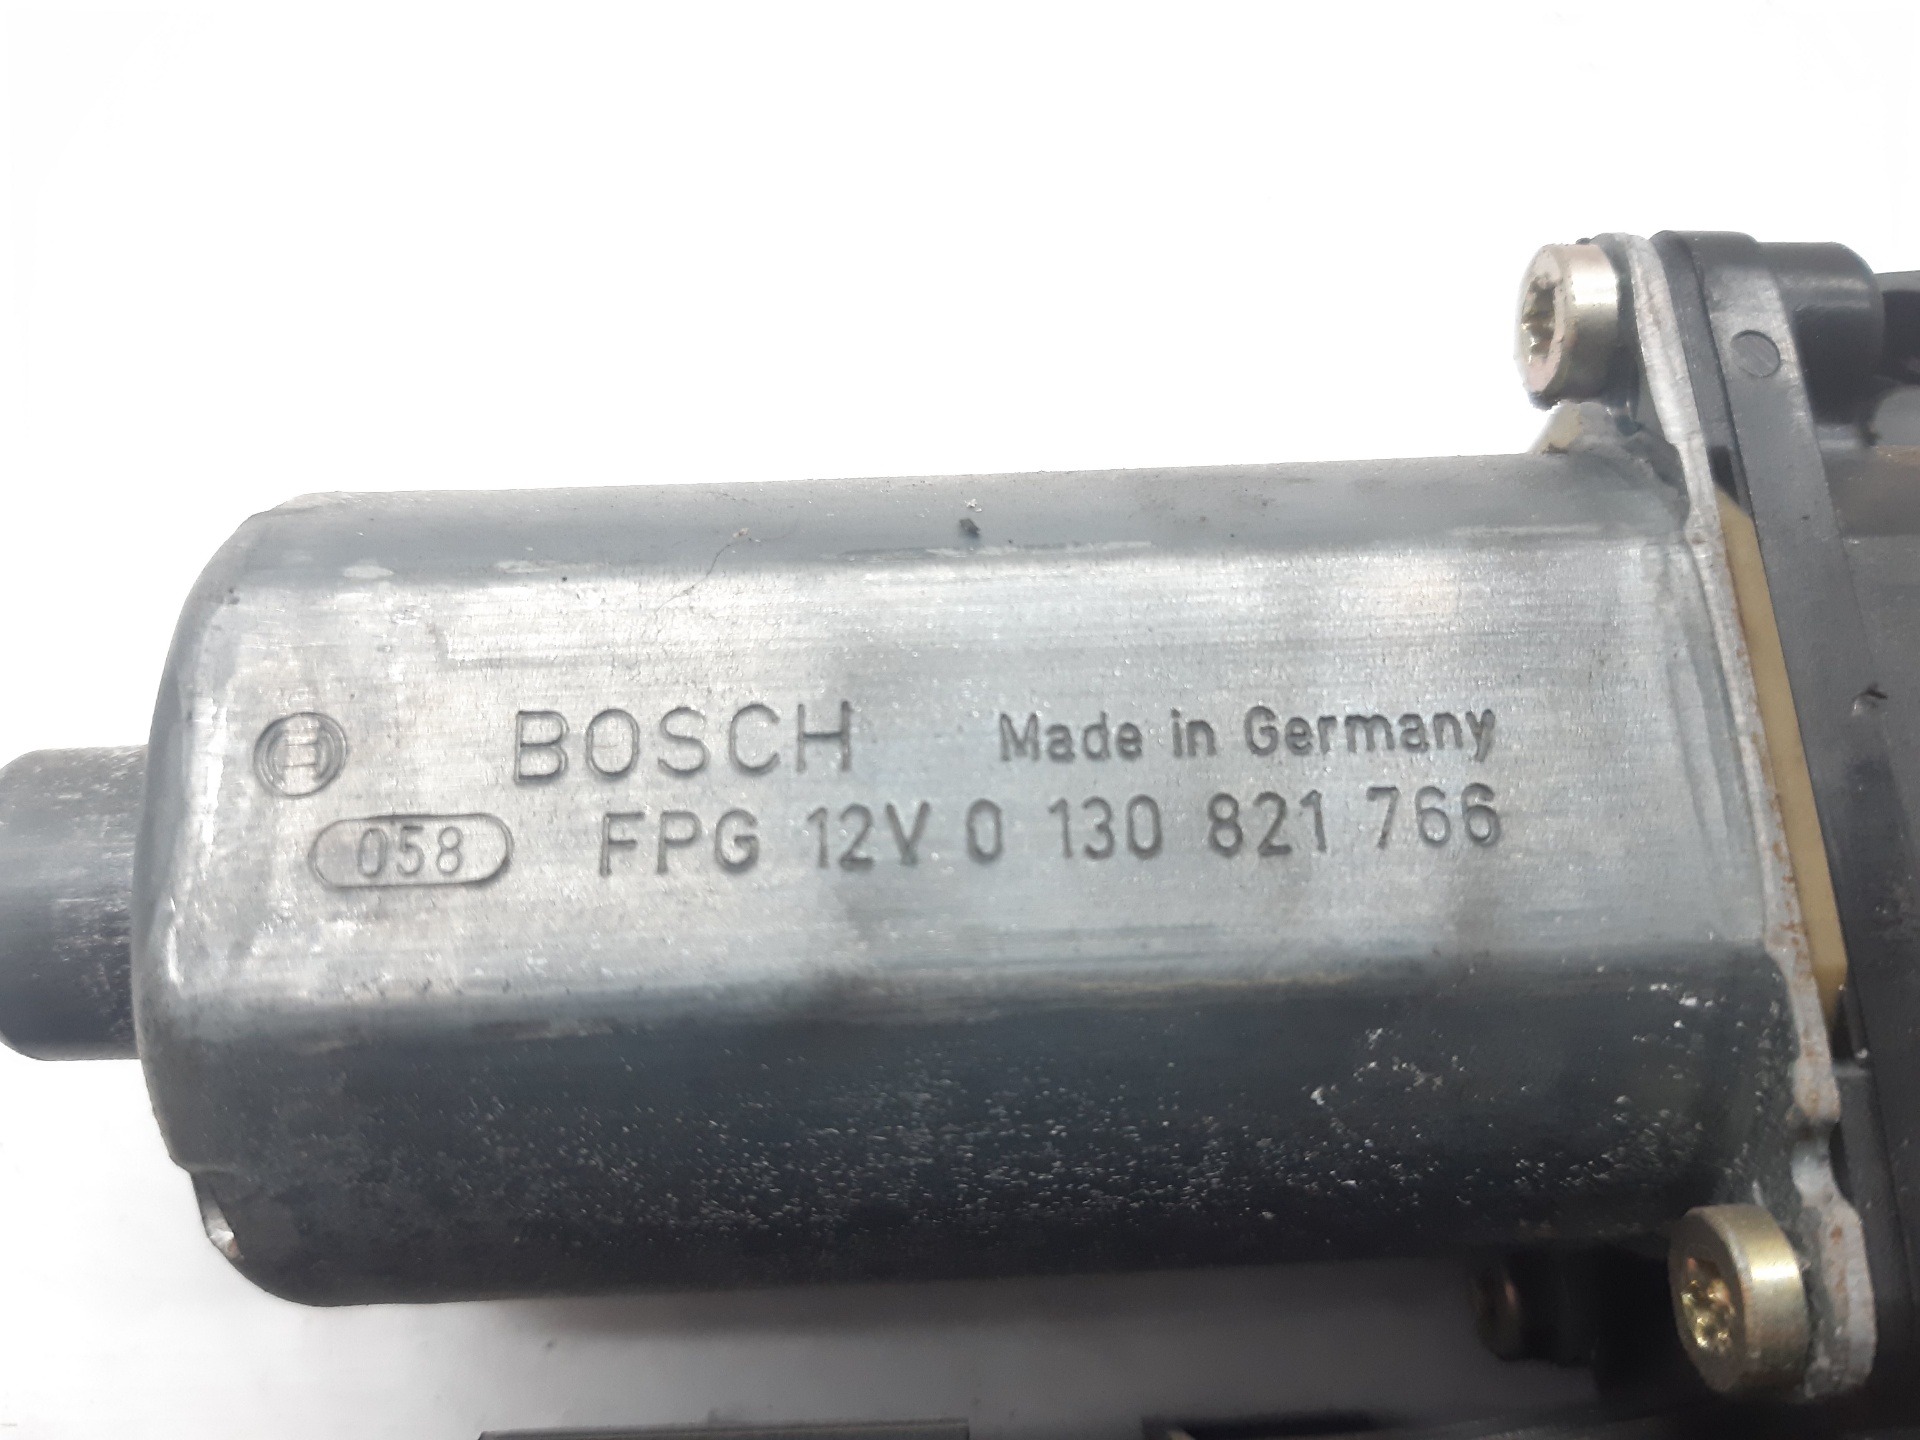 BOSCH Made in Germany
058 FPG 12V 0 130 821 766